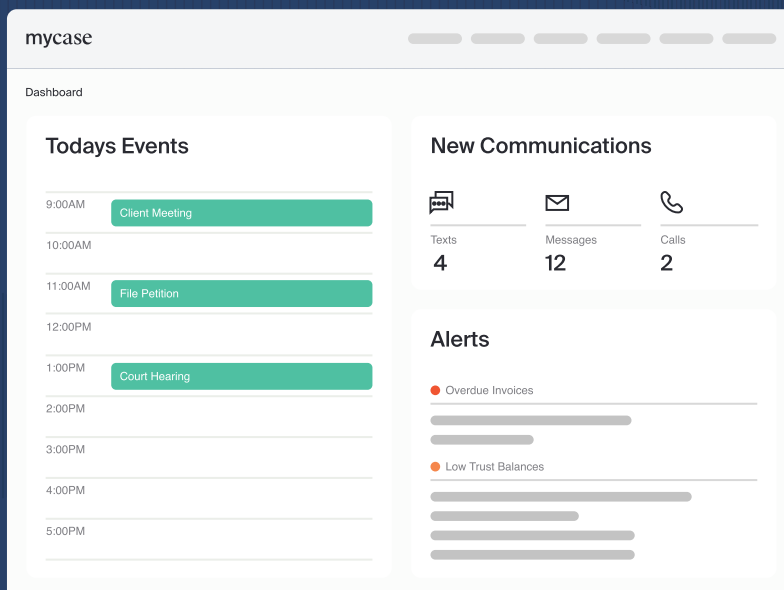 mycase
Dashboard
Todays Events
9:00AM
Client Meeting
10:00AM
11:00AM
File Petition
12:00PM
1:00PM
Court Hearing
2:00PM
3:00PM
4:00PM
5:00PM
New Communications
Texts
4
Messages
12
Calls
2
Alerts
Overdue Invoices
Low Trust Balances